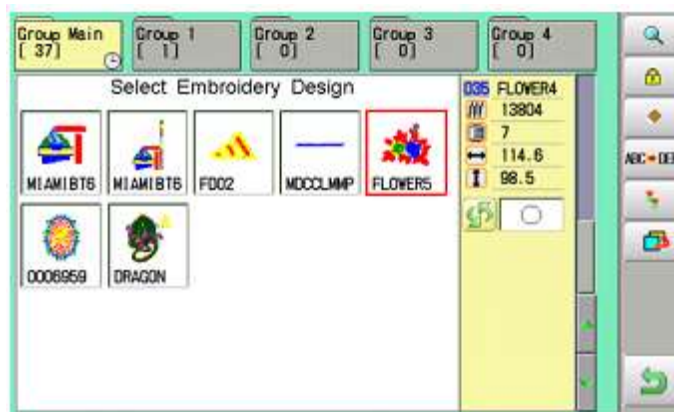 Group Main
[ 37]
Group 1
[ 1]
Group 2
[ 0]
Group 3
[ 0]
Group 4
[ 0]
Select Embroidery Design
MIAMIBT6
MIAMIBT6
FD02
MDCCLMMP
FLOWER5
0006959
DRAGON
035 FLOWER4
13804
7
114.6
98.5